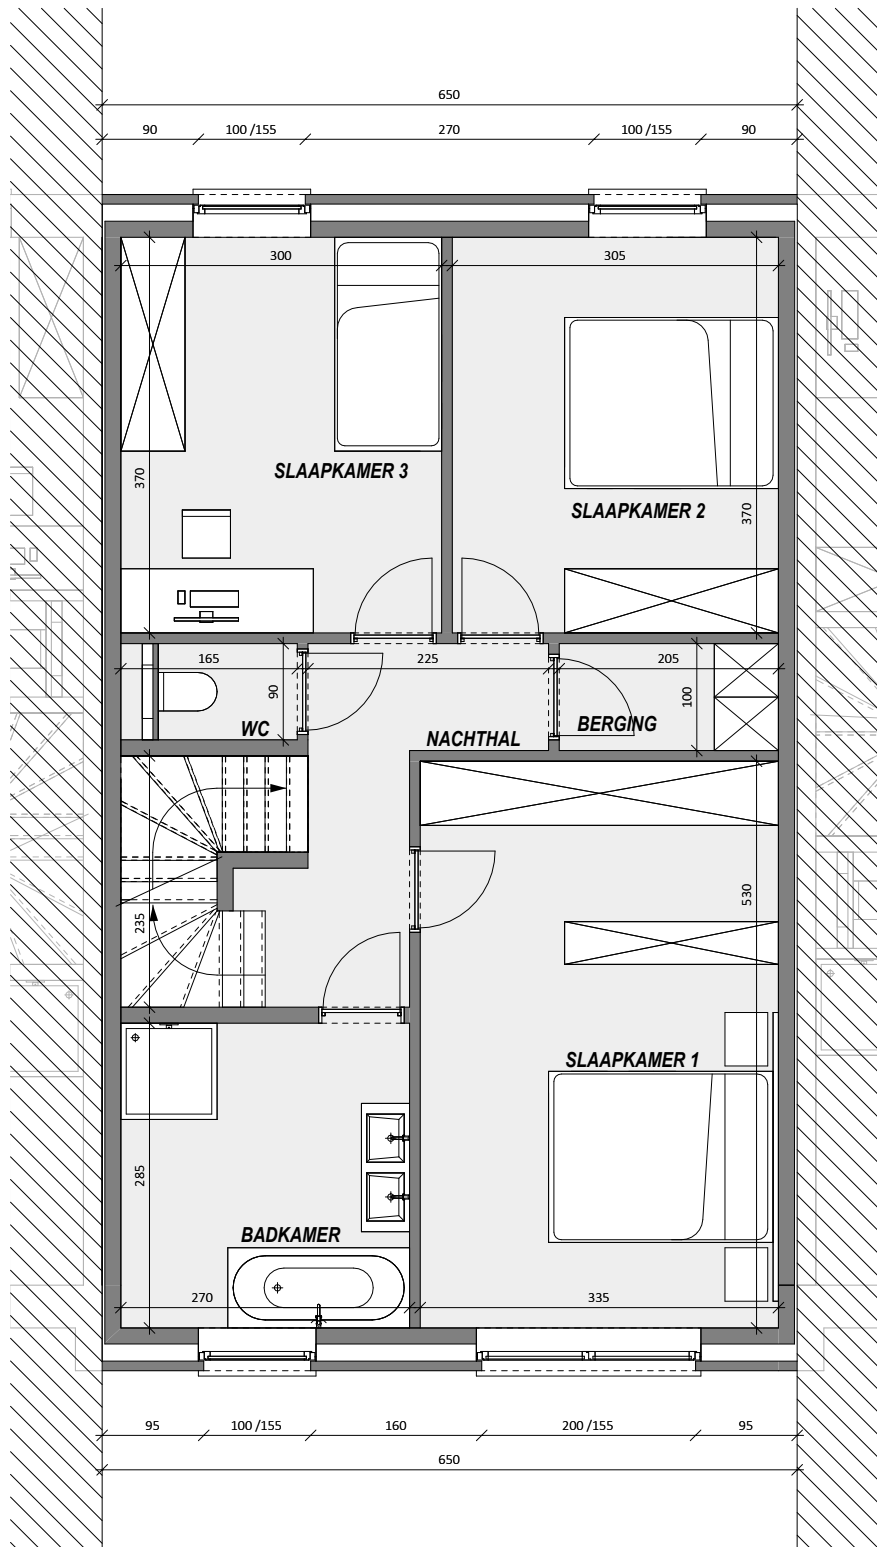 650
90 100 /155 270 100 /155 90
300 305
370 SLAAPKAMER 3
SLAAPKAMER 2 370
165 225 205
90 100
WC NACHTHAL BERGING
235 530
SLAAPKAMER 1
285
BADKAMER
270 335
95 100 /155 160 200 /155 95
650